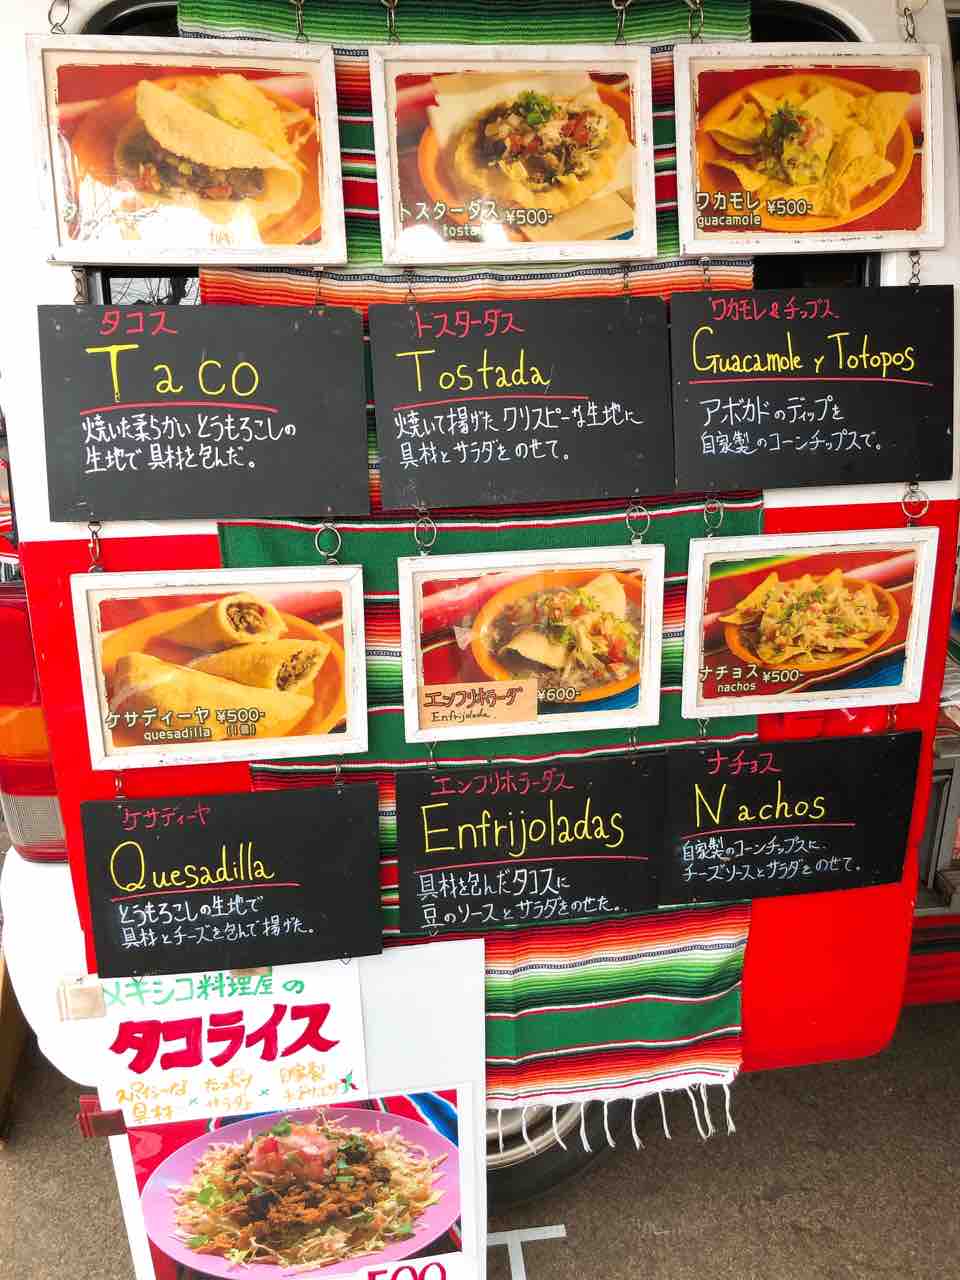 トスターダス ¥500-
ワカモレ ¥500-
guacamole
タコス
Taco
焼いた柔らかいとうもろこしの
生地で具材を包んだ。
トスターダス
Tostada
焼いて揚げたクリスピーな生地に
具材とサラダをのせて。
ワカモレ&チップス
Guacamole y Totopos
アボカドのディップを
自家製のコーンチップスで。
ケサディーヤ ¥500-
quesadilla (1個)
エンフリホラーダ ¥600-
Enfrijolada
ナチョス ¥500-
nachos
ケサディーヤ
Quesadilla
とうもろこしの生地で
具材とチーズを包んで揚げた。
エンフリホラーダス
Enfrijoladas
具材を包んだタコスに
豆のソースとサラダをのせた。
ナチョス
Nachos
自家製のコーンチップスに、
チーズソースとサラダをのせて。
メキシコ料理屋の
タコライス
スパイシーな 具材 × たっぷり サラダ × 自家製
500